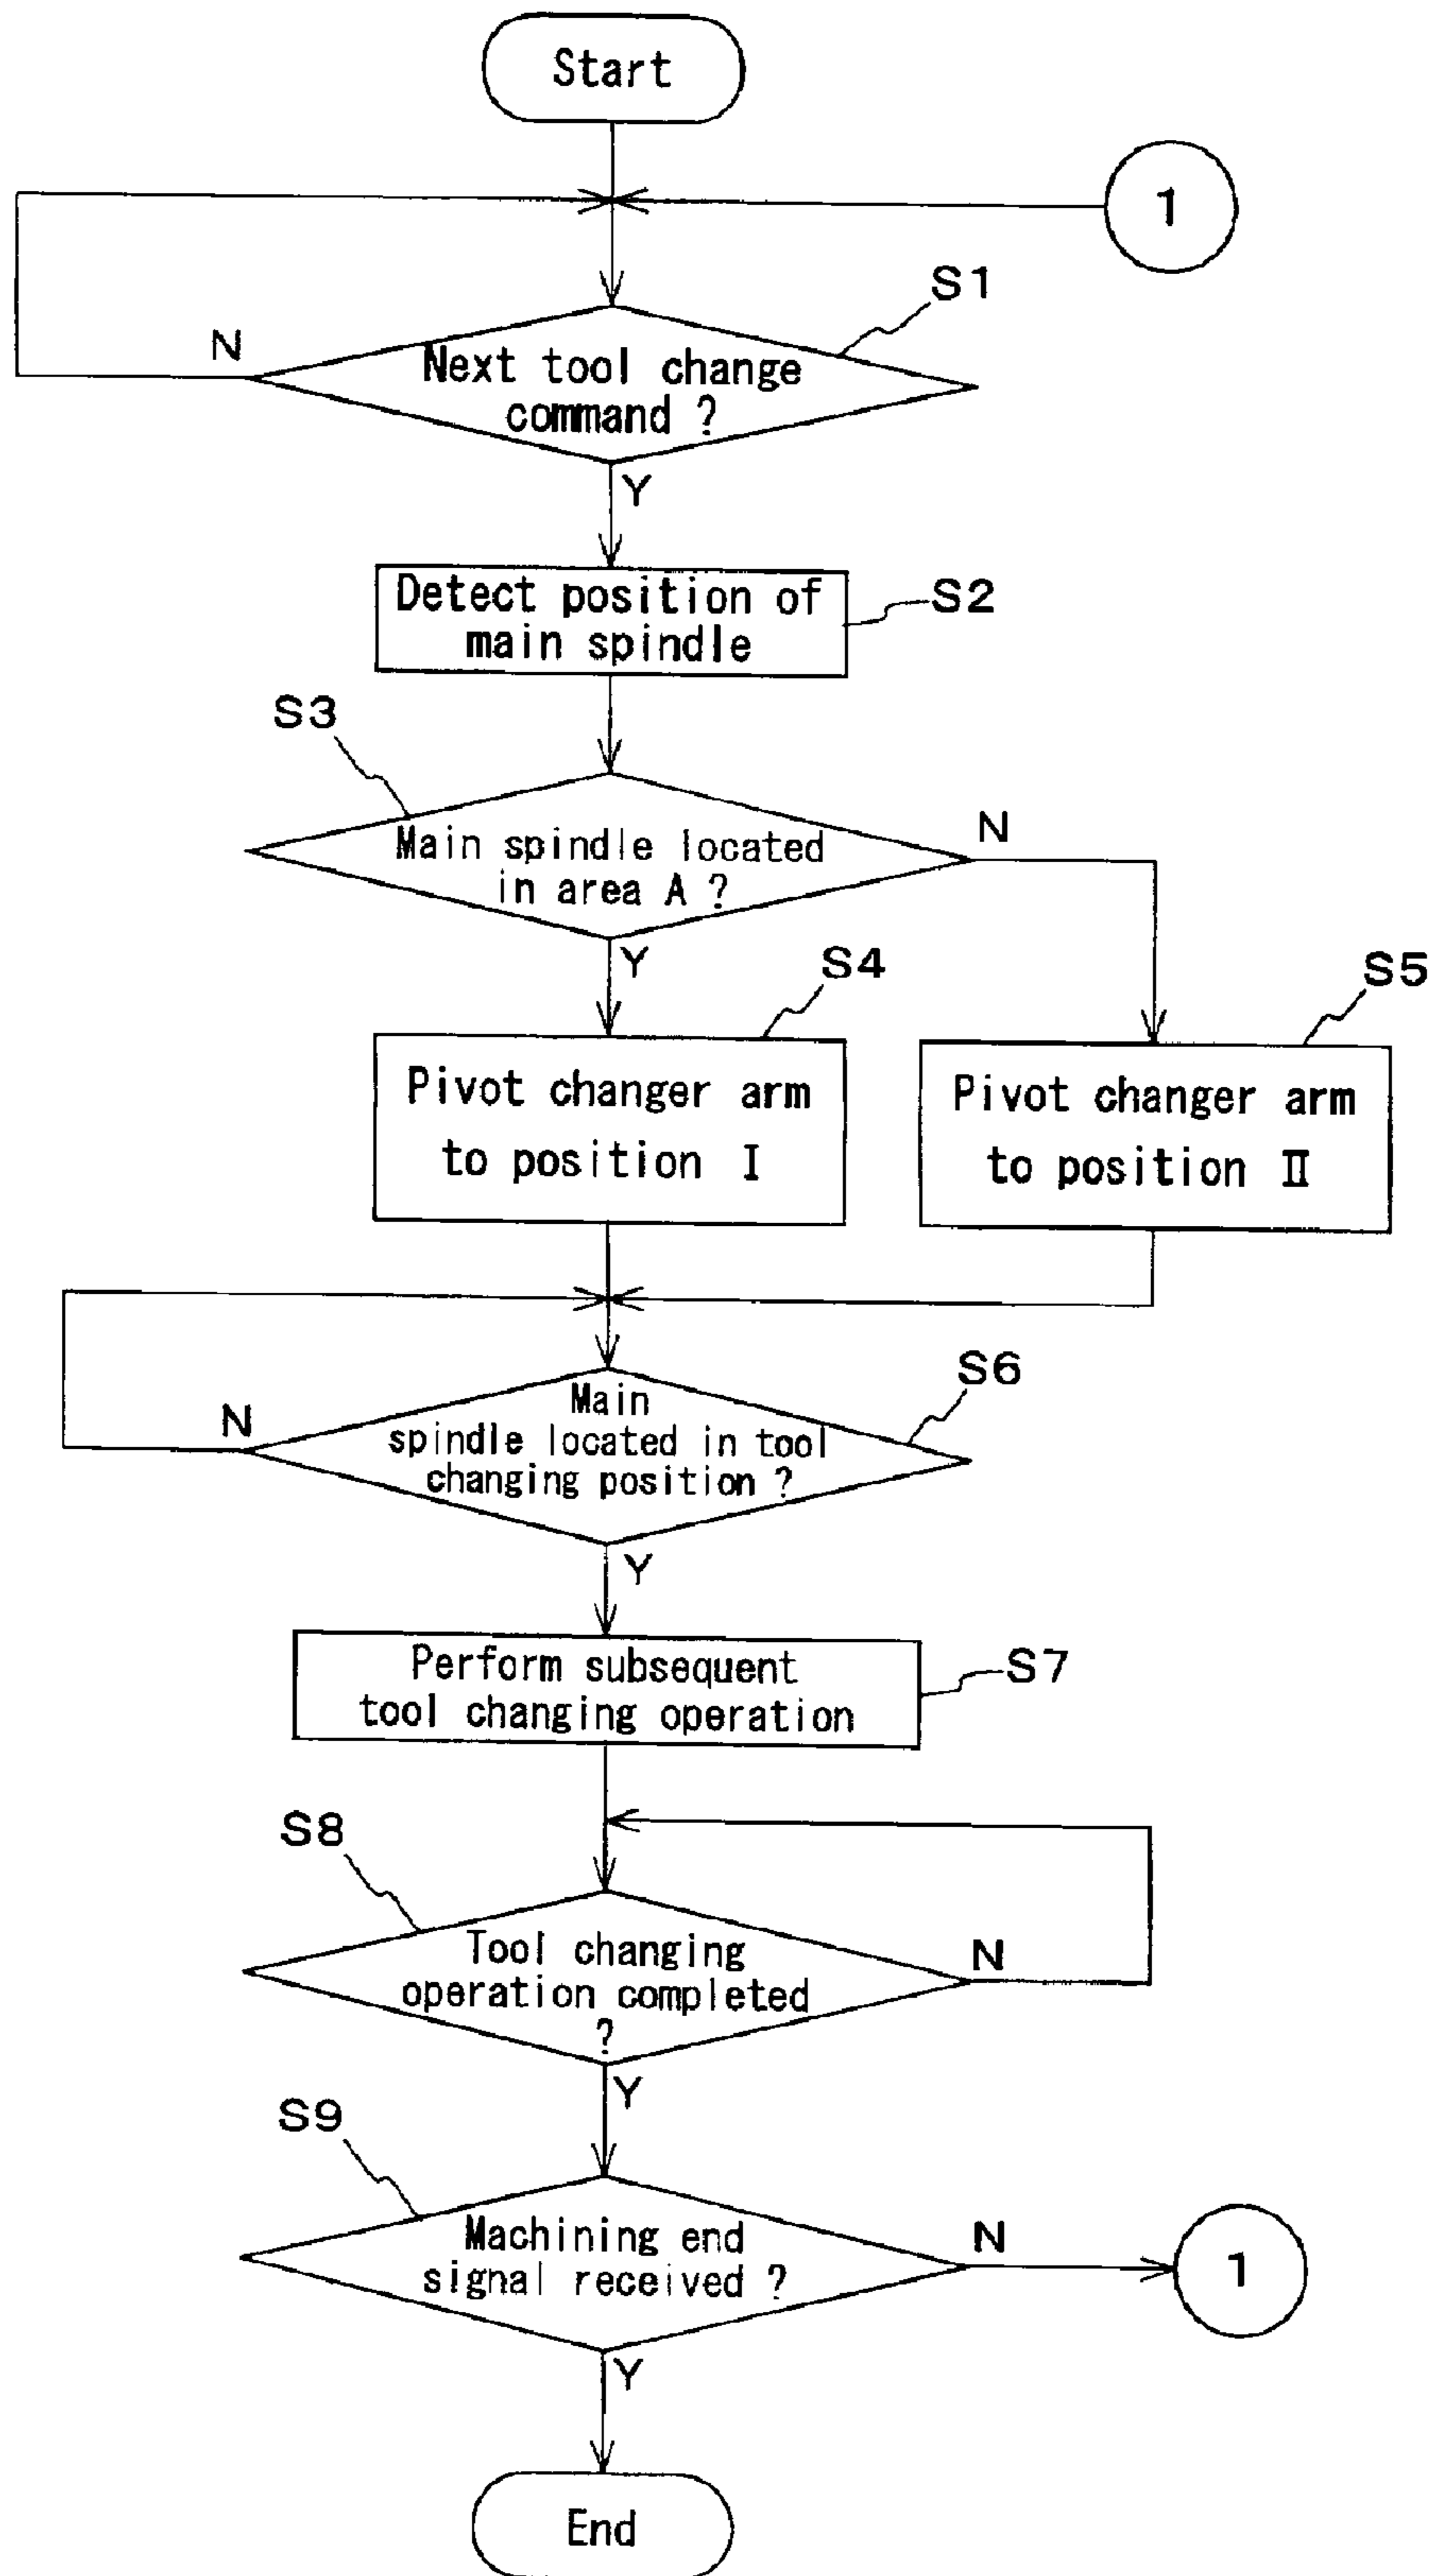 Start
1
S1
N
Next tool change
command ?
Y
Detect position of
main spindle
S2
S3
Main spindle located
in area A ?
N
Y
S4
S5
Pivot changer arm
to position I
Pivot changer arm
to position II
S6
N
Main
spindle located in tool
changing position ?
Y
Perform subsequent
tool changing operation
S7
S8
Tool changing
operation completed
?
N
Y
S9
Machining end
signal received ?
N
1
Y
End